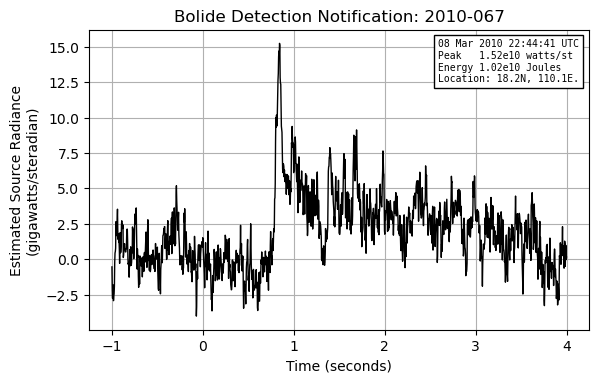 Bolide Detection Notification: 2010-067
08 Mar 2010 22:44:41 UTC
Peak   1.52e10 watts/st
Energy 1.02e10 Joules
Location: 18.2N, 110.1E.
Estimated Source Radiance
(gigawatts/steradian)
15.0
12.5
10.0
7.5
5.0
2.5
0.0
−2.5
−1 0 1 2 3 4
Time (seconds)